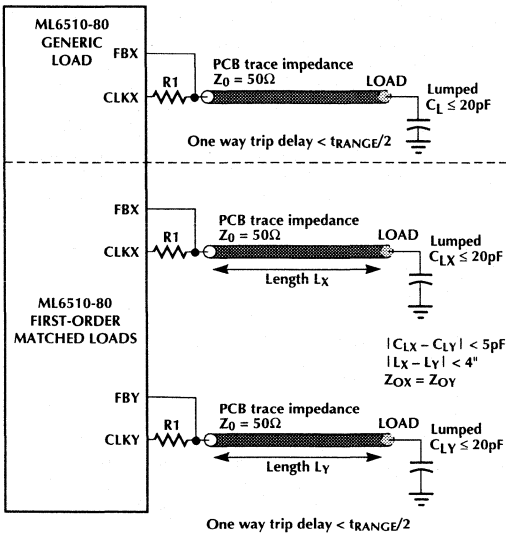 ML6510-80
GENERIC
LOAD
FBX
R1
CLKX
PCB trace impedance
Z0 = 50Ω
LOAD
Lumped
CL ≤ 20pF
One way trip delay < tRANGE/2
FBX
R1
CLKX
PCB trace impedance
Z0 = 50Ω
LOAD
Lumped
CLX ≤ 20pF
Length LX
ML6510-80
FIRST-ORDER
MATCHED LOADS
|CLX – CLY| < 5pF
|LX – LY| < 4"
ZOX = ZOY
FBY
R1
CLKY
PCB trace impedance
Z0 = 50Ω
LOAD
Lumped
CLY ≤ 20pF
Length LY
One way trip delay < tRANGE/2